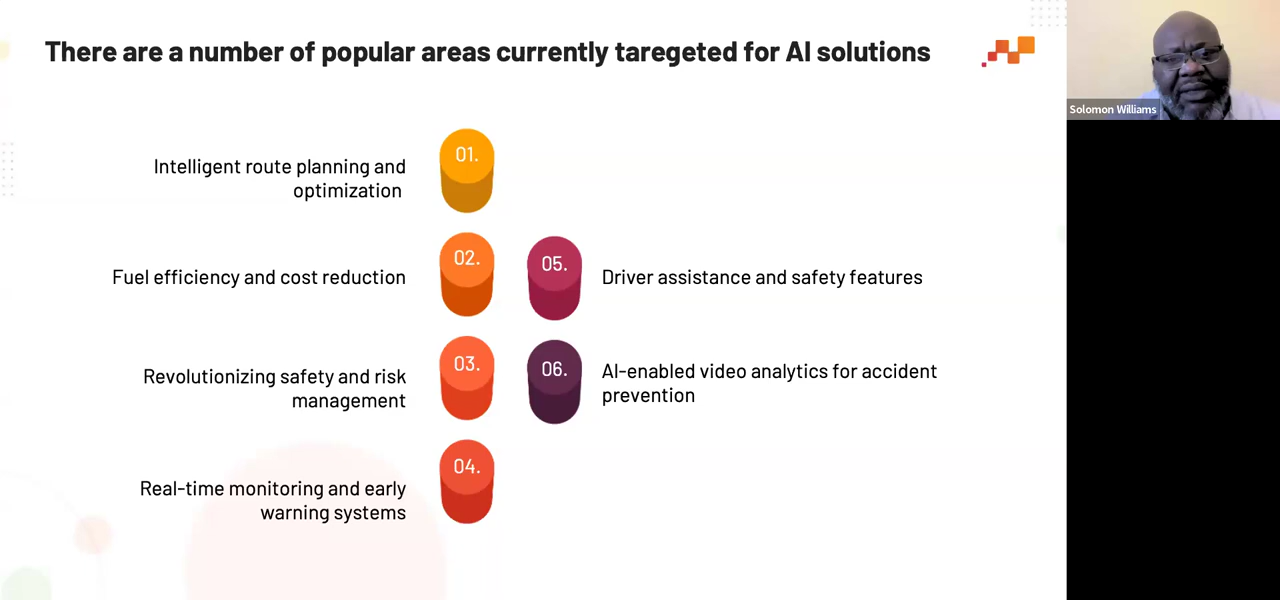 There are a number of popular areas currently taregeted for AI solutions
Solomon Williams
01.
Intelligent route planning and
optimization
02.
Fuel efficiency and cost reduction
03.
Revolutionizing safety and risk
management
04.
Real-time monitoring and early
warning systems
05.
Driver assistance and safety features
06.
AI-enabled video analytics for accident
prevention